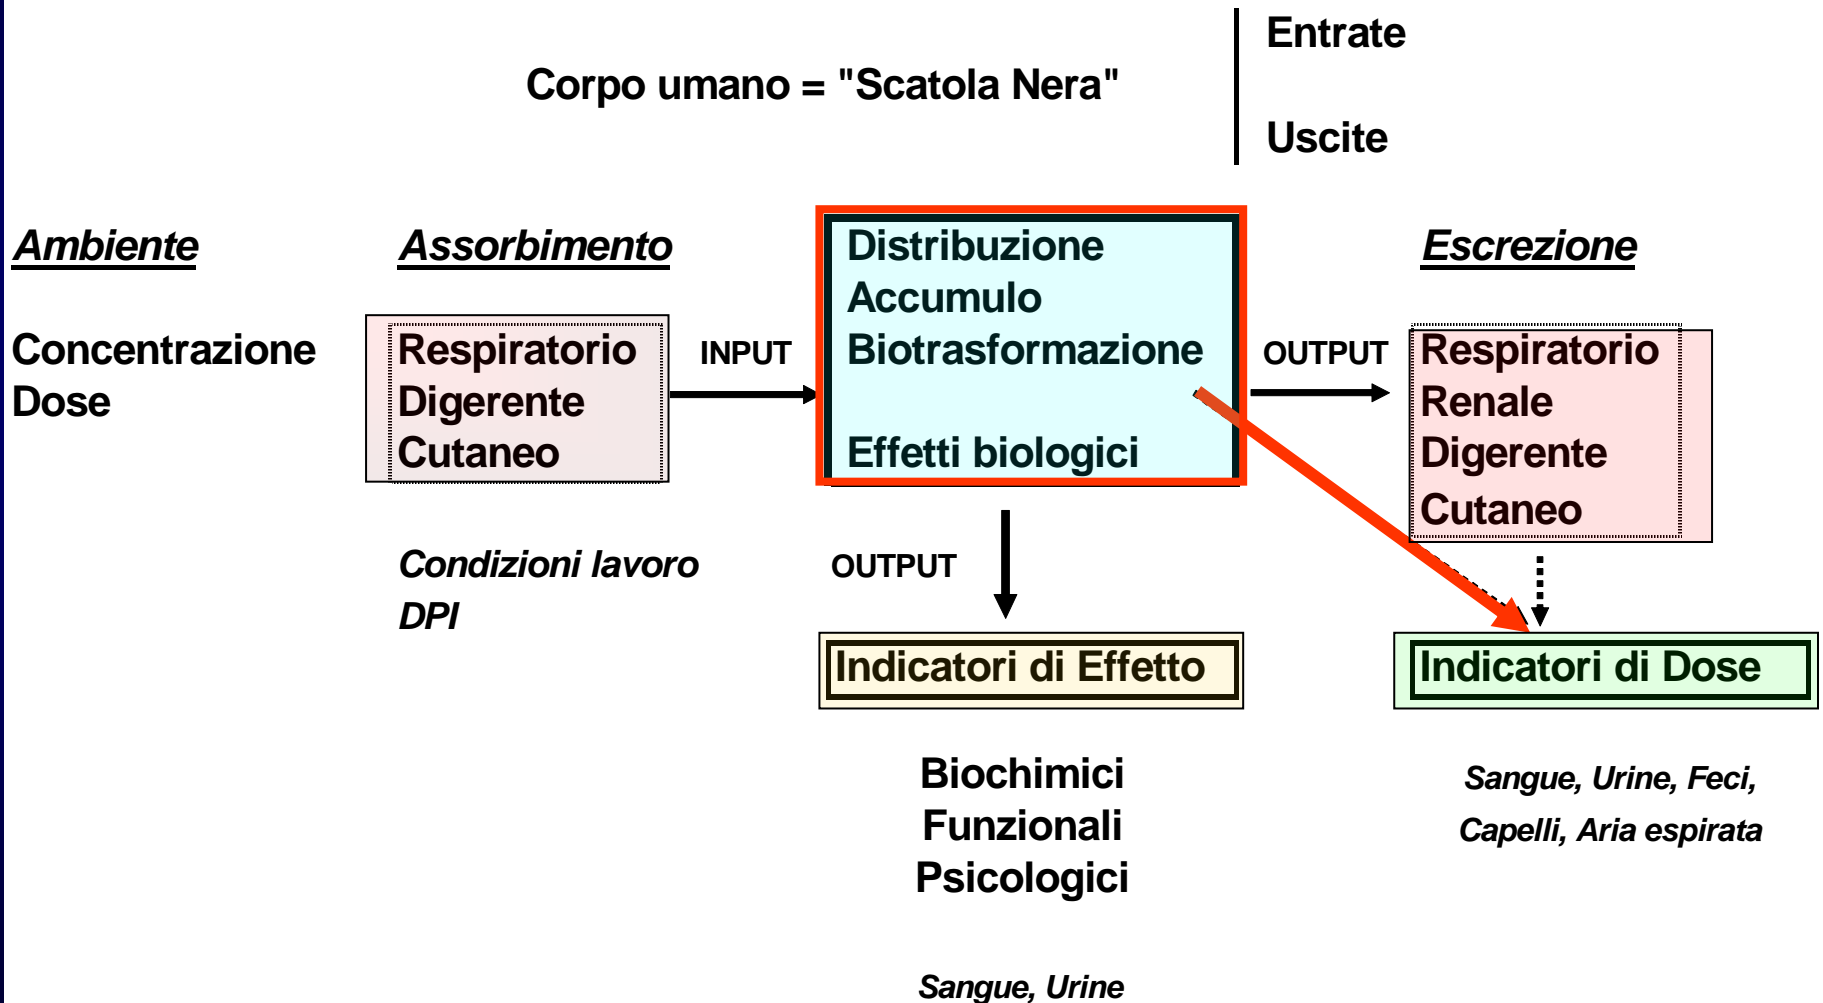 Entrate
Corpo umano = "Scatola Nera"
Uscite
Ambiente
Concentrazione
Dose
Assorbimento
Respiratorio
Digerente
Cutaneo
Condizioni lavoro
DPI
INPUT
Distribuzione
Accumulo
Biotrasformazione
Effetti biologici
OUTPUT
Escrezione
Respiratorio
Renale
Digerente
Cutaneo
OUTPUT
Indicatori di Effetto
Biochimici
Funzionali
Psicologici
Sangue, Urine
Indicatori di Dose
Sangue, Urine, Feci,
Capelli, Aria espirata